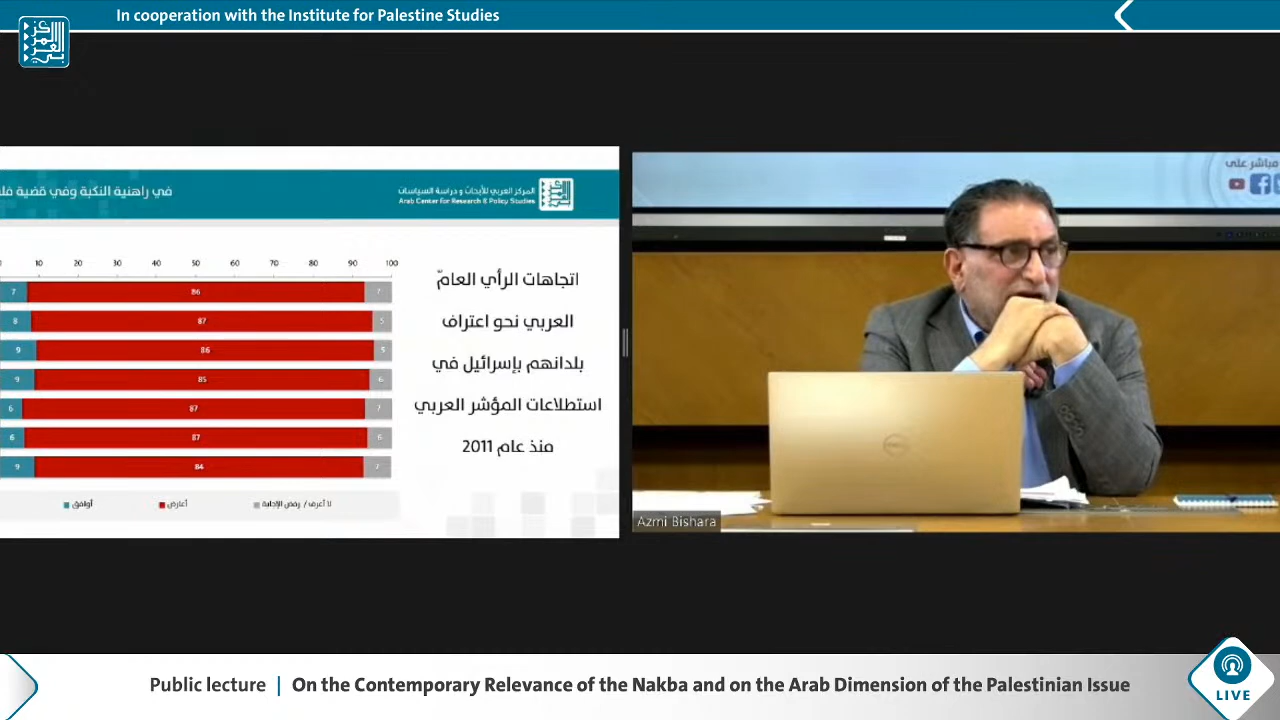 In cooperation with the Institute for Palestine Studies
المركز العربي
في راهنية النكبة وفي قضية
المركز العربي للأبحاث و دراسة السياسات
Arab Center for Research & Policy Studies
10 20 30 40 50 60 70 80 90 100
7 86 7
8 87 5
9 86 5
9 85 6
6 87 7
6 87 6
9 84 7
أوافق أعارض لا أعرف / رفض الإجابة
اتجاهات الرأي العامّ
العربي نحو اعتراف
بلدانهم بإسرائيل في
استطلاعات المؤشر العربي
منذ عام 2011
مباشر على
DELL
Azmi Bishara
Public lecture | On the Contemporary Relevance of the Nakba and on the Arab Dimension of the Palestinian Issue
LIVE